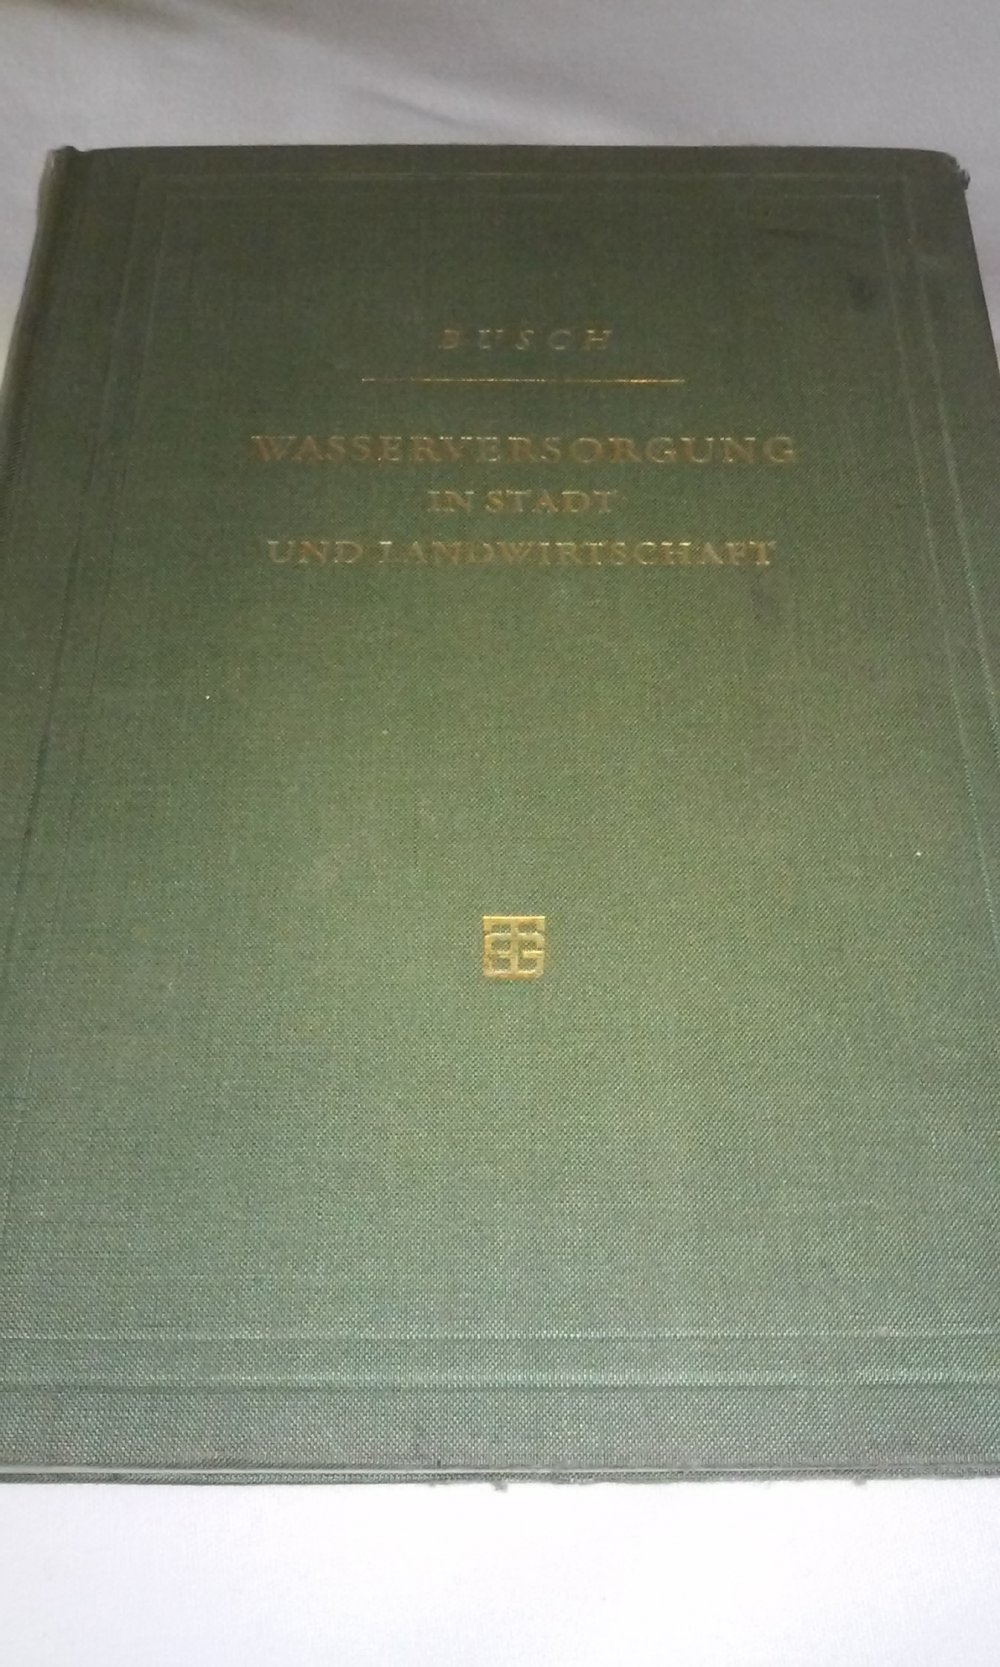 BUSCH
WASSERVERSORGUNG
IN STADT
UND LANDWIRTSCHAFT